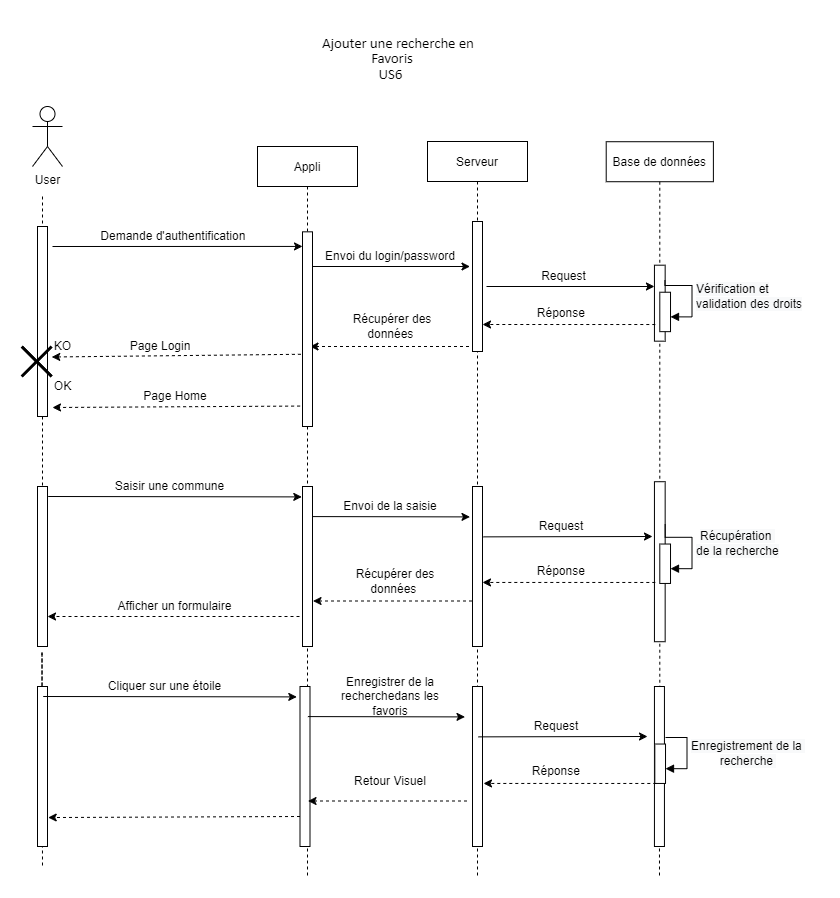 Ajouter une recherche en
Favoris
US6
User
Appli
Serveur
Base de données
Demande d'authentification
Envoi du login/password
Request
Vérification et
validation des droits
Réponse
Récupérer des
données
KO
Page Login
OK
Page Home
Saisir une commune
Envoi de la saisie
Request
Récupération
de la recherche
Réponse
Récupérer des
données
Afficher un formulaire
Cliquer sur une étoile
Enregistrer de la
recherchedans les
favoris
Request
Enregistrement de la
recherche
Réponse
Retour Visuel